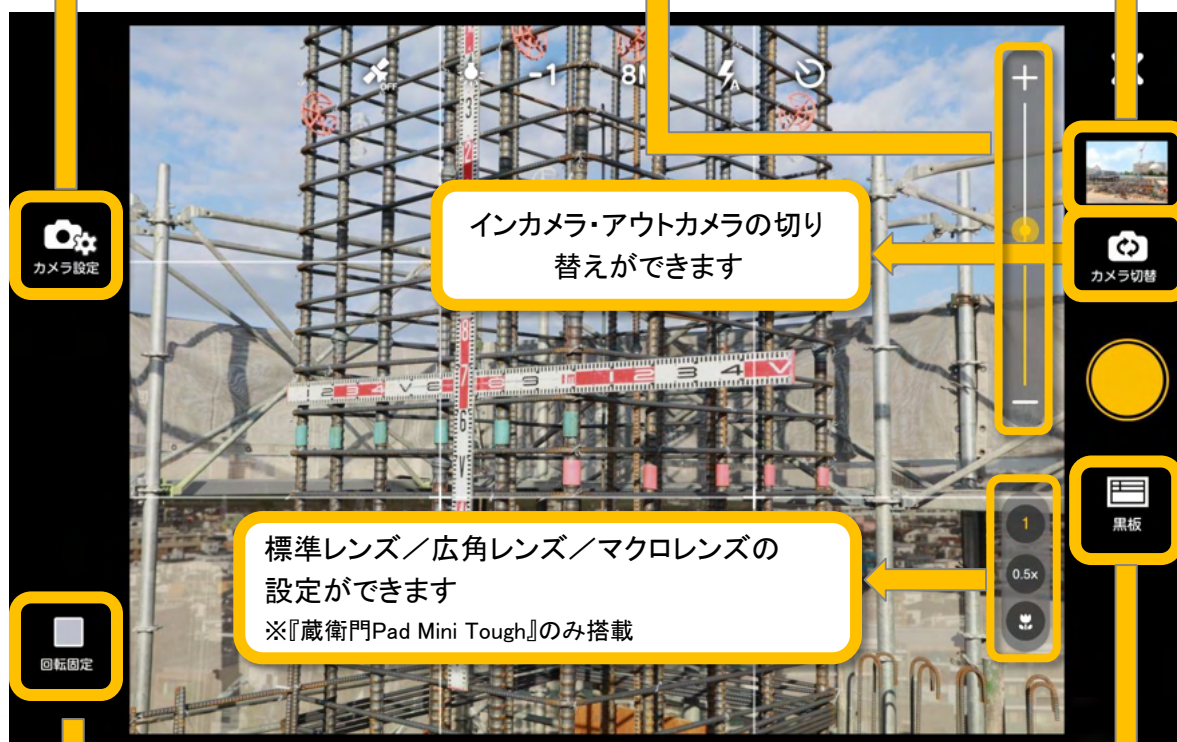 OFF
-1
8M
A
カメラ設定
インカメラ・アウトカメラの切り
替えができます
カメラ切替
標準レンズ／広角レンズ／マクロレンズの
設定ができます
※『蔵衛門Pad Mini Tough』のみ搭載
1
0.5x
黒板
回転固定